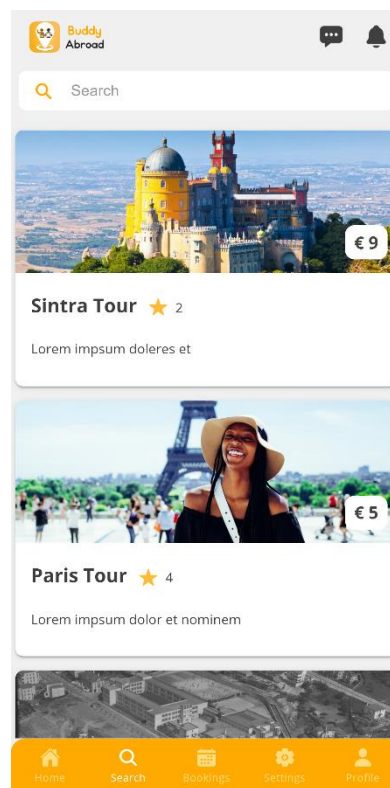 Buddy
Abroad
Search
€ 9
Sintra Tour 2
Lorem impsum doleres et
€ 5
Paris Tour 4
Lorem impsum dolor et nominem
Home Search Bookings Settings Profile